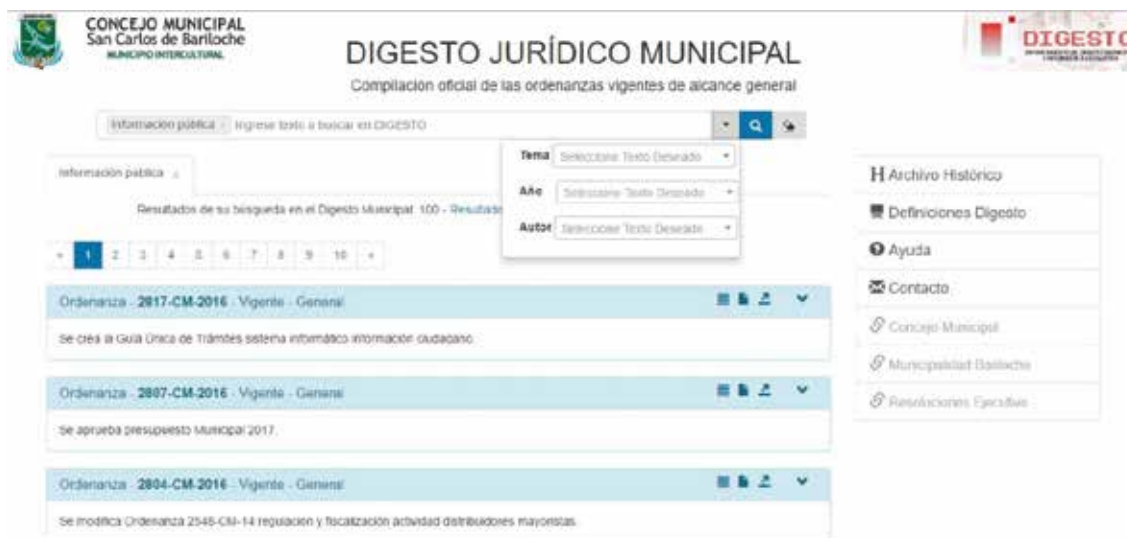 CONCEJO MUNICIPAL
San Carlos de Bariloche
MUNICIPIO INTERCULTURAL
DIGESTO JURÍDICO MUNICIPAL
Compilación oficial de las ordenanzas vigentes de alcance general
DIGESTO
Información pública Ingrese texto a buscar en DIGESTO
Tema Seleccione Texto Deseado
Año Seleccione Texto Deseado
Autor Seleccione Texto Deseado
Información pública
Resultados de su búsqueda en el Digesto Municipal: 100 - Resultado
« 1 2 3 4 5 6 7 8 9 10 »
Archivo Histórico
Definiciones Digesto
Ayuda
Contacto
Concejo Municipal
Municipalidad Bariloche
Resoluciones Ejecutivo
Ordenanza - 2817-CM-2016 - Vigente - General
Se crea la Guía Única de Trámites sistema informático información ciudadano.
Ordenanza - 2807-CM-2016 - Vigente - General
Se aprueba presupuesto Municipal 2017.
Ordenanza - 2804-CM-2016 - Vigente - General
Se modifica Ordenanza 2548-CM-14 regulación y fiscalización actividad distribuidores mayoristas.